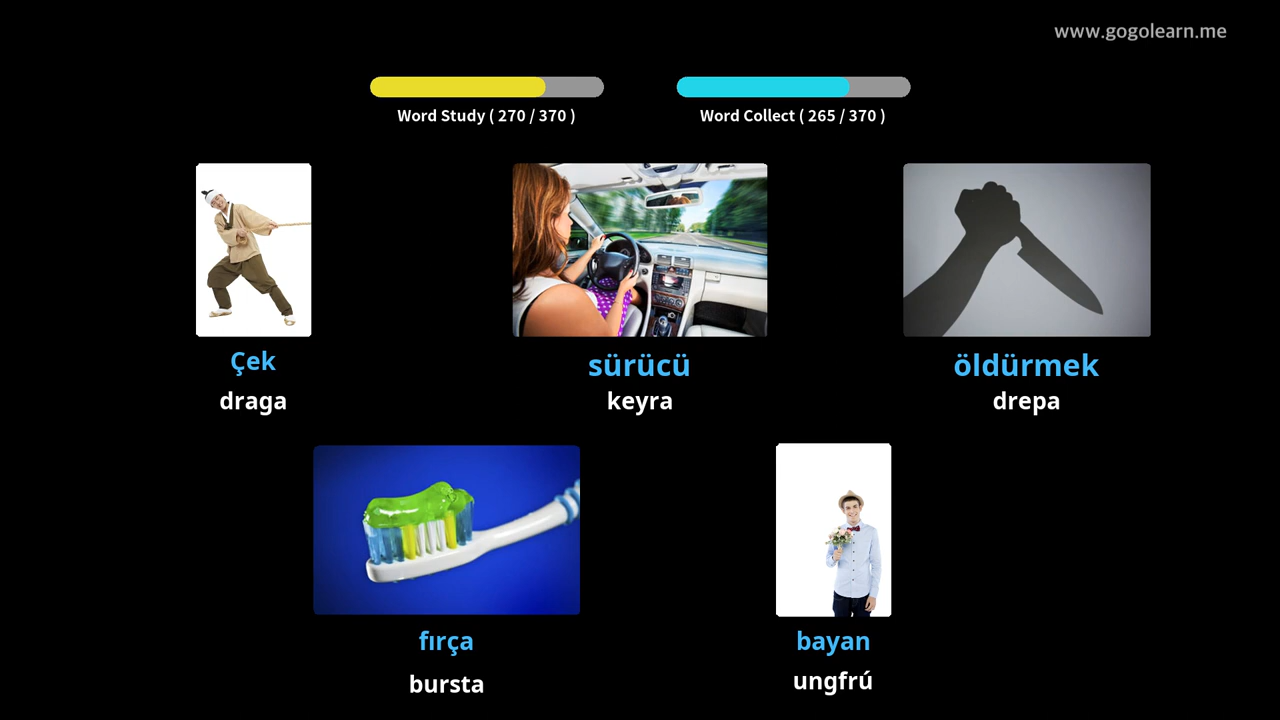 www.gogolearn.me
Word Study ( 270 / 370 )
Word Collect ( 265 / 370 )
Çek
draga
sürücü
keyra
öldürmek
drepa
fırça
bursta
bayan
ungfrú